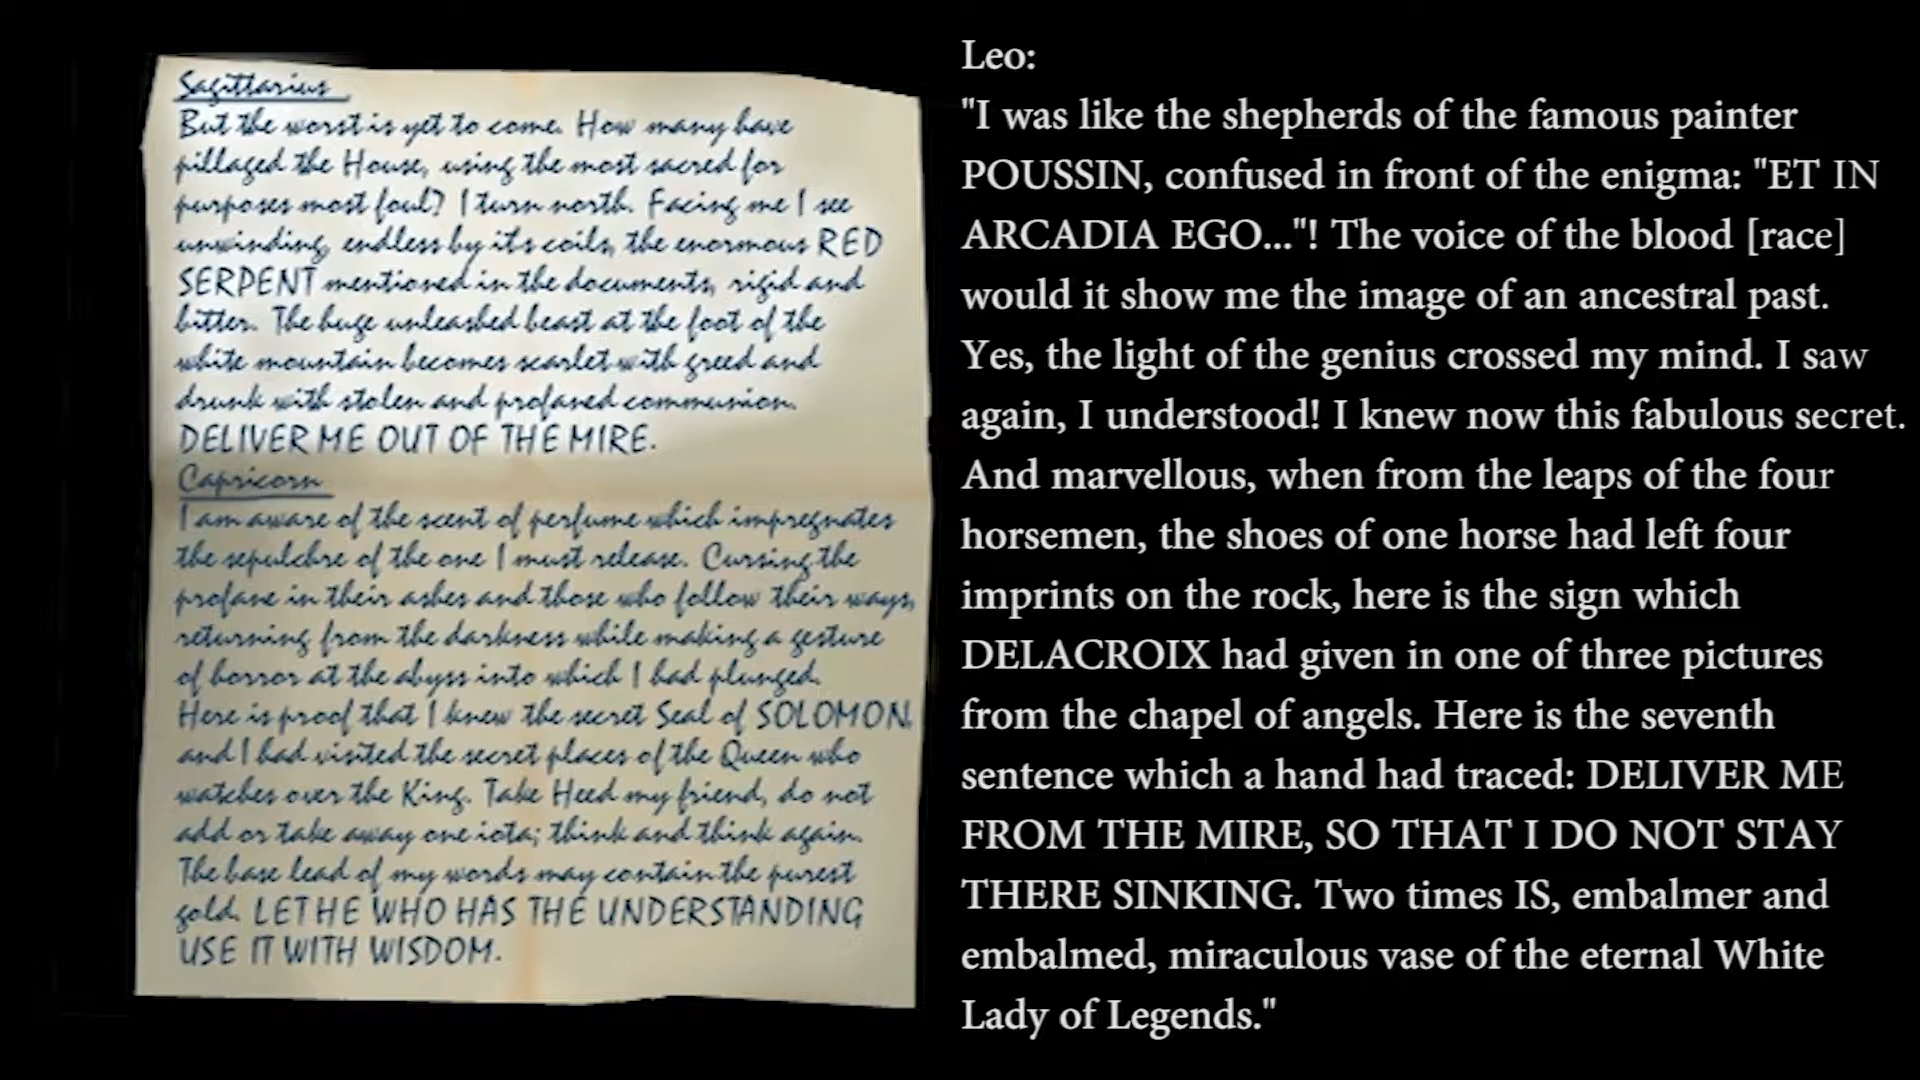 Sagittarius
But the worst is yet to come. How many have
pillaged the House, using the most sacred for
purposes most foul? I turn north. Facing me I see
unwinding, endless by its coils, the enormous RED
SERPENT mentioned in the documents, rigid and
bitter. The huge unleashed beast at the foot of the
white mountain becomes scarlet with greed and
drunk with stolen and profaned communion.
DELIVER ME OUT OF THE MIRE.
Capricorn
I am aware of the scent of perfume which impregnates
the sepulchre of the one I must release. Cursing the
profane in their ashes and those who follow their ways,
returning from the darkness while making a gesture
of horror at the abyss into which I had plunged.
Here is proof that I knew the secret Seal of SOLOMON,
and I had visited the secret places of the Queen who
watches over the King. Take Heed my friend, do not
add or take away one iota; think and think again.
The base lead of my words may contain the purest
gold. LET HE WHO HAS THE UNDERSTANDING
USE IT WITH WISDOM.
Leo:
"I was like the shepherds of the famous painter
POUSSIN, confused in front of the enigma: "ET IN
ARCADIA EGO..."! The voice of the blood [race]
would it show me the image of an ancestral past.
Yes, the light of the genius crossed my mind. I saw
again, I understood! I knew now this fabulous secret.
And marvellous, when from the leaps of the four
horsemen, the shoes of one horse had left four
imprints on the rock, here is the sign which
DELACROIX had given in one of three pictures
from the chapel of angels. Here is the seventh
sentence which a hand had traced: DELIVER ME
FROM THE MIRE, SO THAT I DO NOT STAY
THERE SINKING. Two times IS, embalmer and
embalmed, miraculous vase of the eternal White
Lady of Legends."